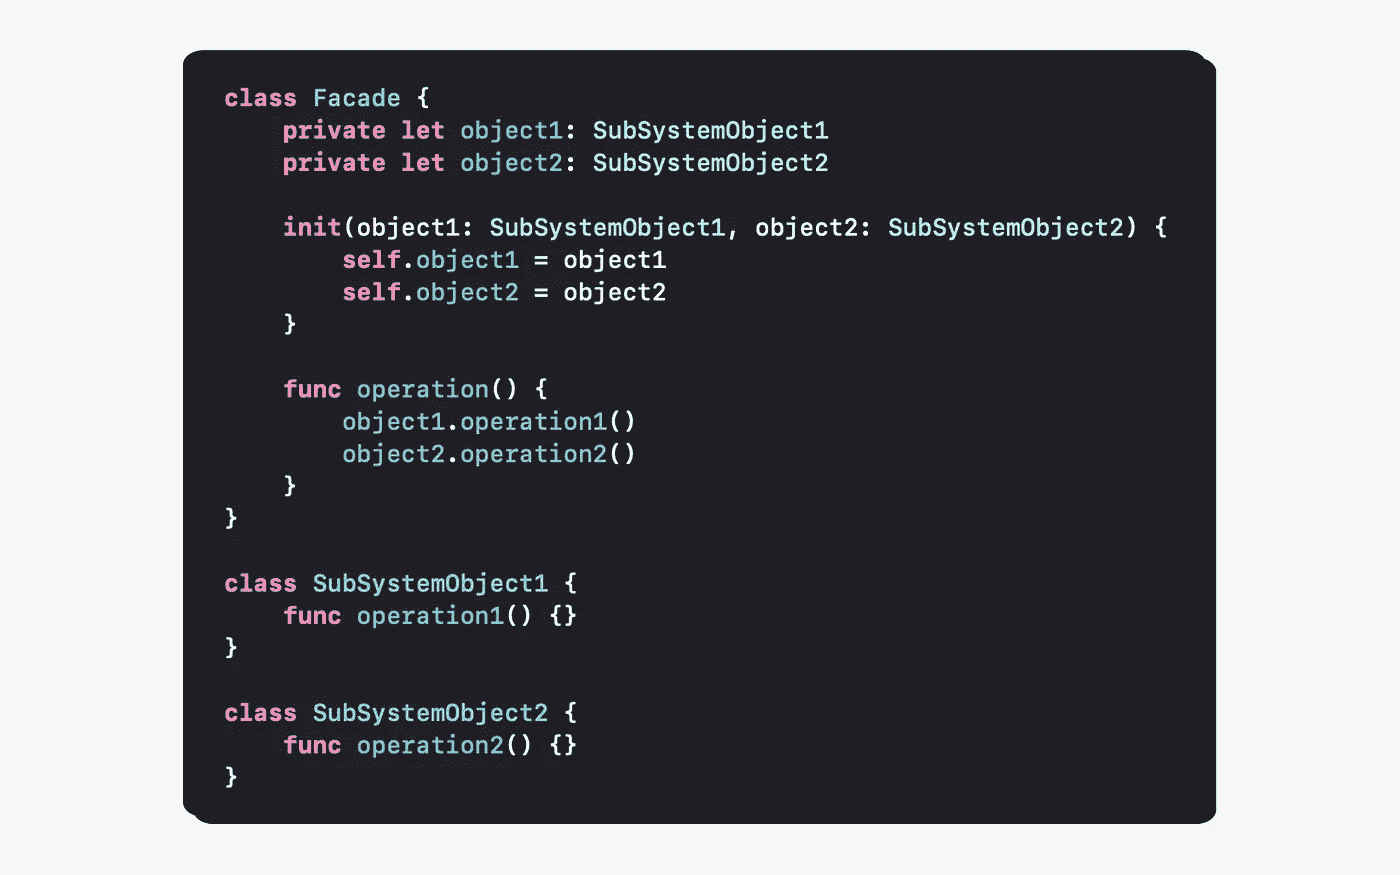 class Facade {
    private let object1: SubSystemObject1
    private let object2: SubSystemObject2

    init(object1: SubSystemObject1, object2: SubSystemObject2) {
        self.object1 = object1
        self.object2 = object2
    }

    func operation() {
        object1.operation1()
        object2.operation2()
    }
}

class SubSystemObject1 {
    func operation1() {}
}

class SubSystemObject2 {
    func operation2() {}
}